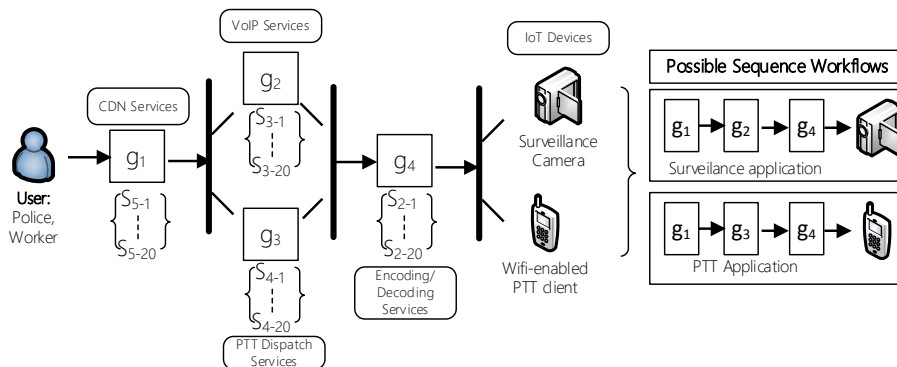 VoIP Services
IoT Devices
CDN Services
g2
S3-1
S3-20
g1
S5-1
S5-20
User:
Police,
Worker
g3
S4-1
S4-20
PTT Dispatch
Services
g4
S2-1
S2-20
Encoding/
Decoding
Services
Surveillance
Camera
Wifi-enabled
PTT client
Possible Sequence Workflows
g1
g2
g4
Surveilance application
g1
g3
g4
PTT Application